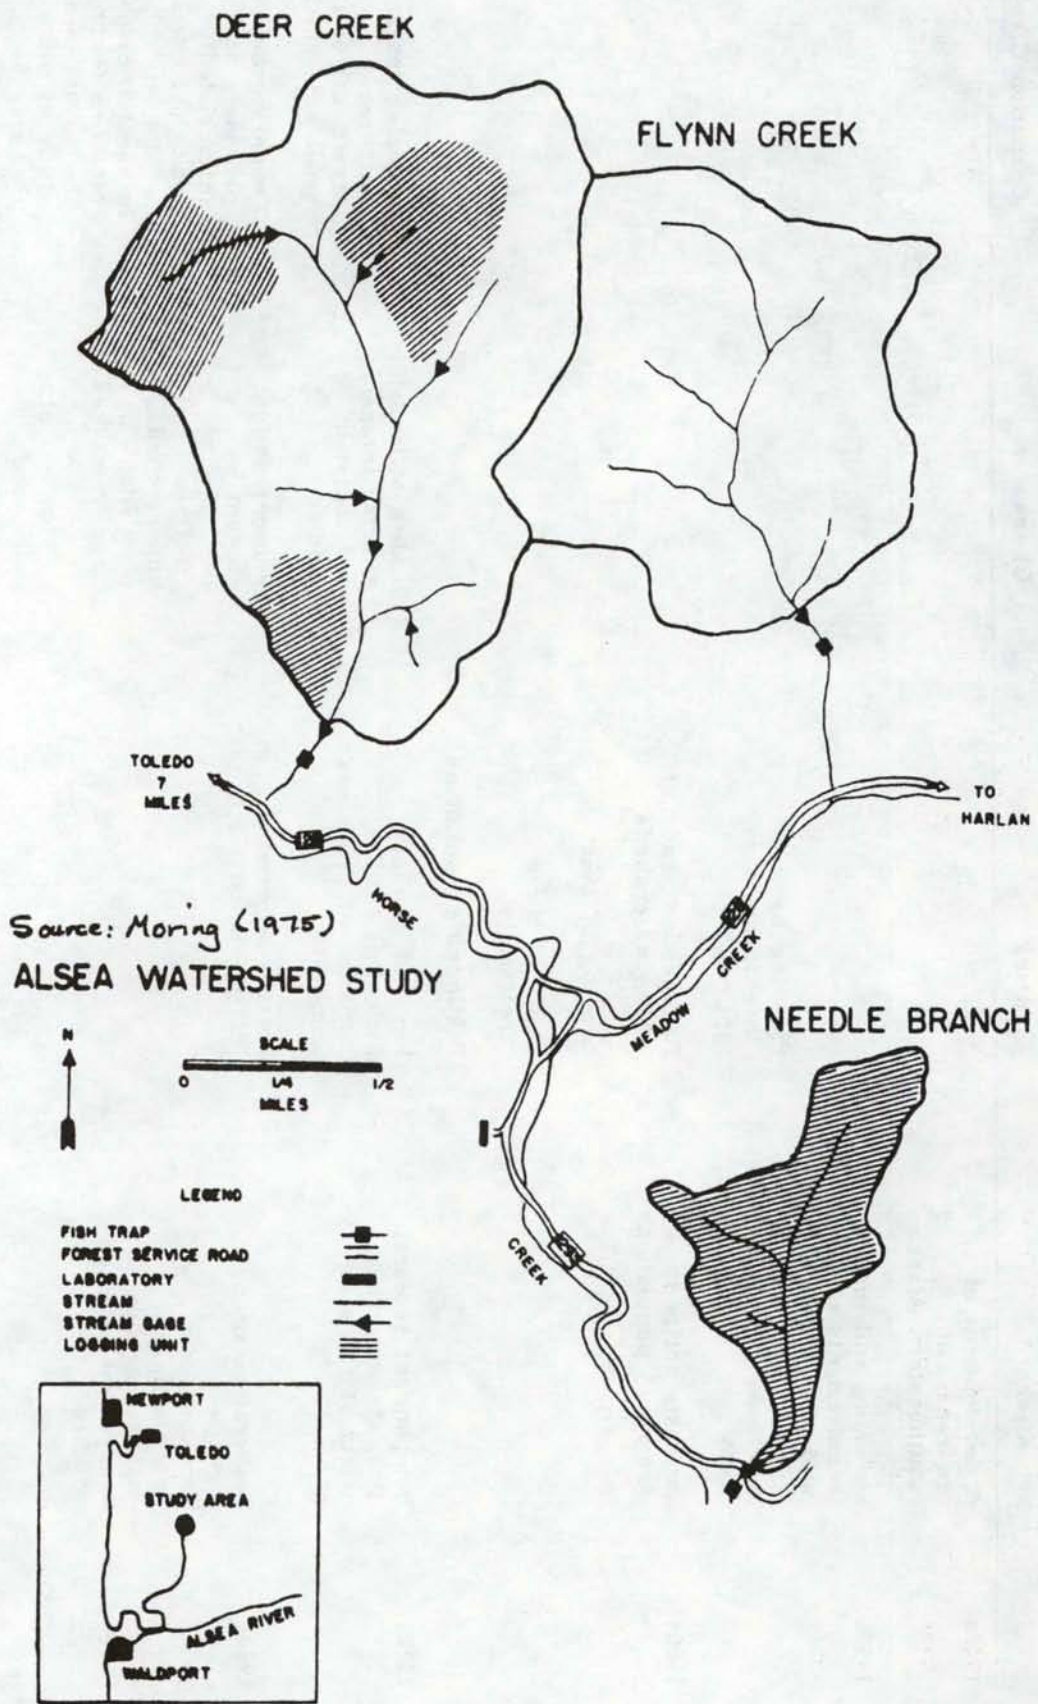 DEER CREEK
FLYNN CREEK
TOLEDO
7
MILES
TO
HARLAN
HORSE
CREEK
MEADOW
Source: Moring (1975)
ALSEA WATERSHED STUDY
NEEDLE BRANCH
N
SCALE
0 1/4 1/2
MILES
CREEK
LEGEND
FISH TRAP
FOREST SERVICE ROAD
LABORATORY
STREAM
STREAM GAGE
LOGGING UNIT
NEWPORT
TOLEDO
STUDY AREA
ALSEA RIVER
WALDPORT